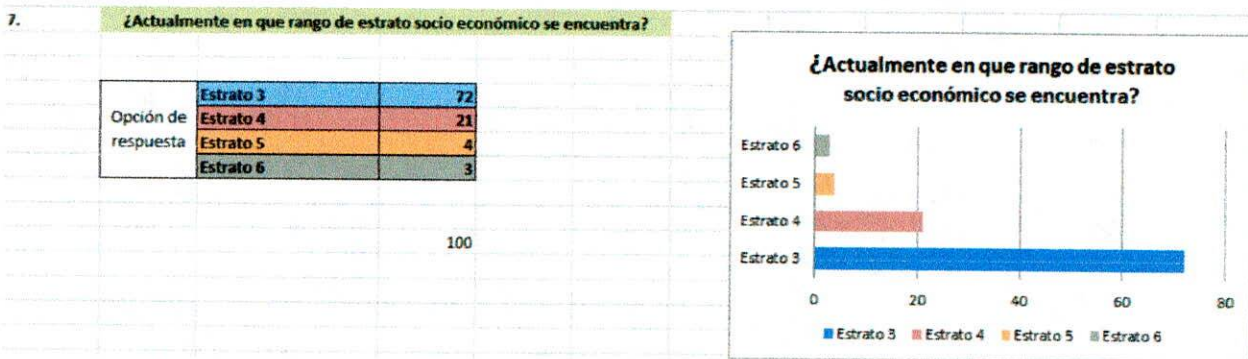 7. ¿Actualmente en que rango de estrato socio económico se encuentra?
Opción de respuesta
Estrato 3 72
Estrato 4 21
Estrato 5 4
Estrato 6 3
100
¿Actualmente en que rango de estrato
socio económico se encuentra?
Estrato 6
Estrato 5
Estrato 4
Estrato 3
0 20 40 60 80
Estrato 3 Estrato 4 Estrato 5 Estrato 6